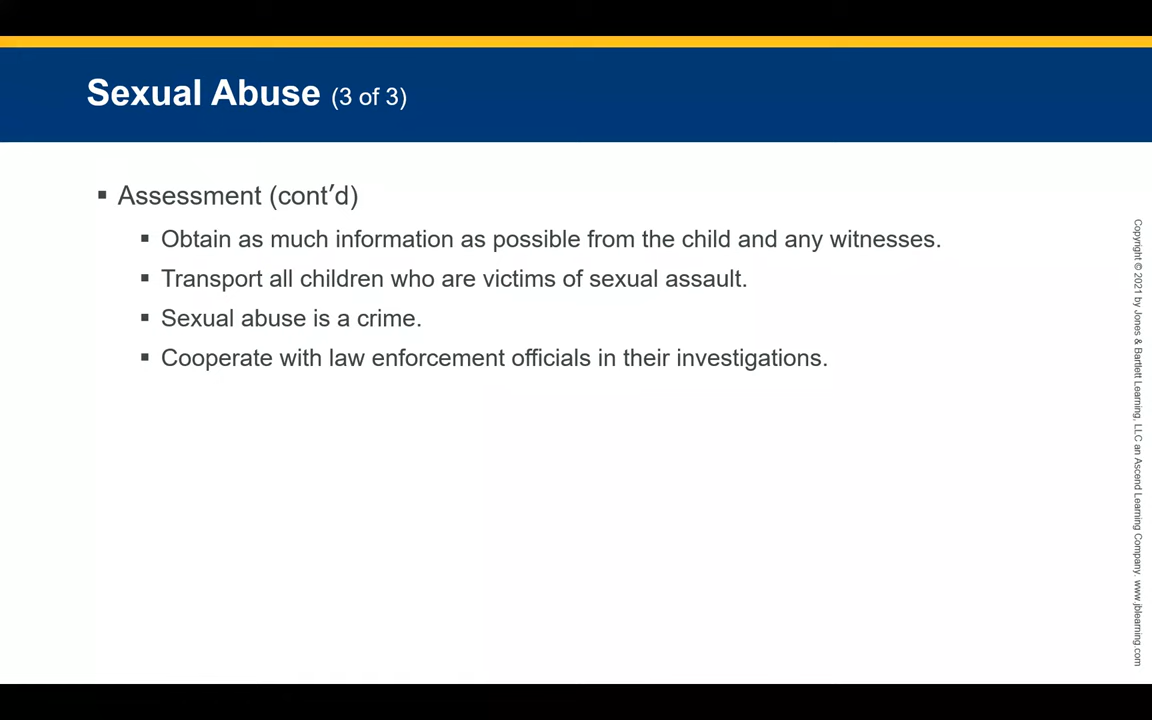 Sexual Abuse (3 of 3)
▪ Assessment (cont’d)
▪ Obtain as much information as possible from the child and any witnesses.
▪ Transport all children who are victims of sexual assault.
▪ Sexual abuse is a crime.
▪ Cooperate with law enforcement officials in their investigations.
Copyright © 2021 by Jones & Bartlett Learning, LLC an Ascend Learning Company. www.jblearning.com